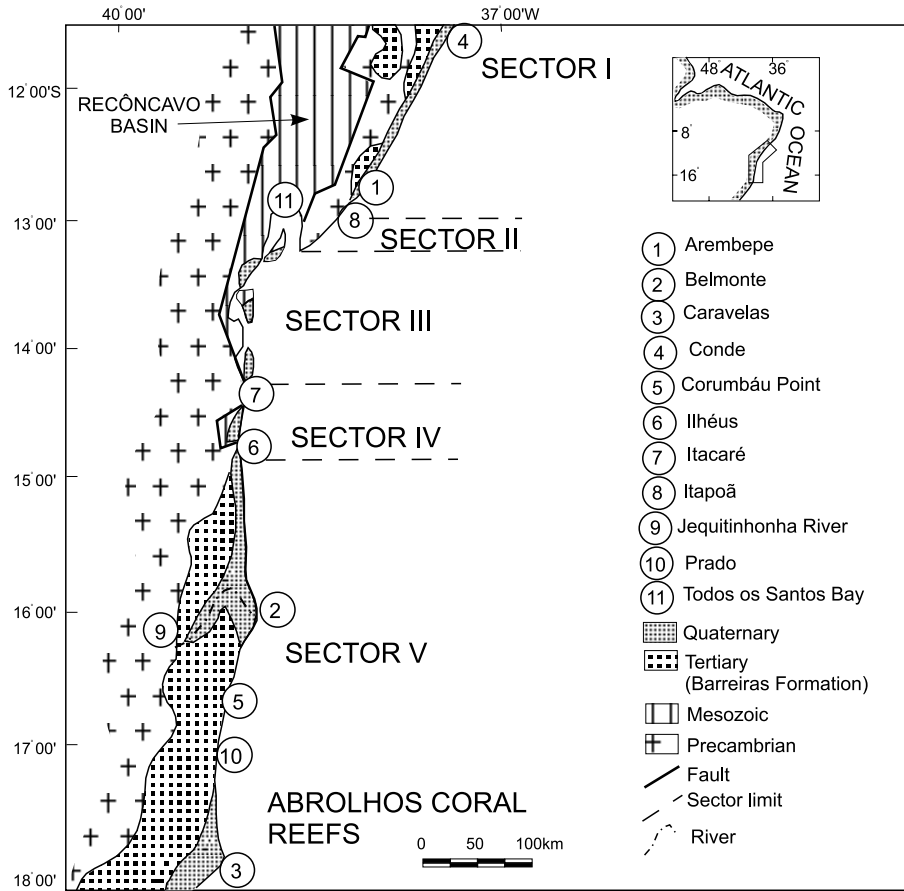 40°00'
37°00'W
4
SECTOR I
12°00'S
RECÔNCAVO
BASIN
11
1
8
13°00'
SECTOR II
SECTOR III
14°00'
7
SECTOR IV
6
15°00'
2
16°00'
9
SECTOR V
5
17°00'
10
ABROLHOS CORAL
REEFS
0 50 100km
3
18°00'
48° 36°
ATLANTIC
OCEAN
8°
16°
1 Arembepe
2 Belmonte
3 Caravelas
4 Conde
5 Corumbáu Point
6 Ilhéus
7 Itacaré
8 Itapoã
9 Jequitinhonha River
10 Prado
11 Todos os Santos Bay
Quaternary
Tertiary
(Barreiras Formation)
Mesozoic
Precambrian
Fault
Sector limit
River